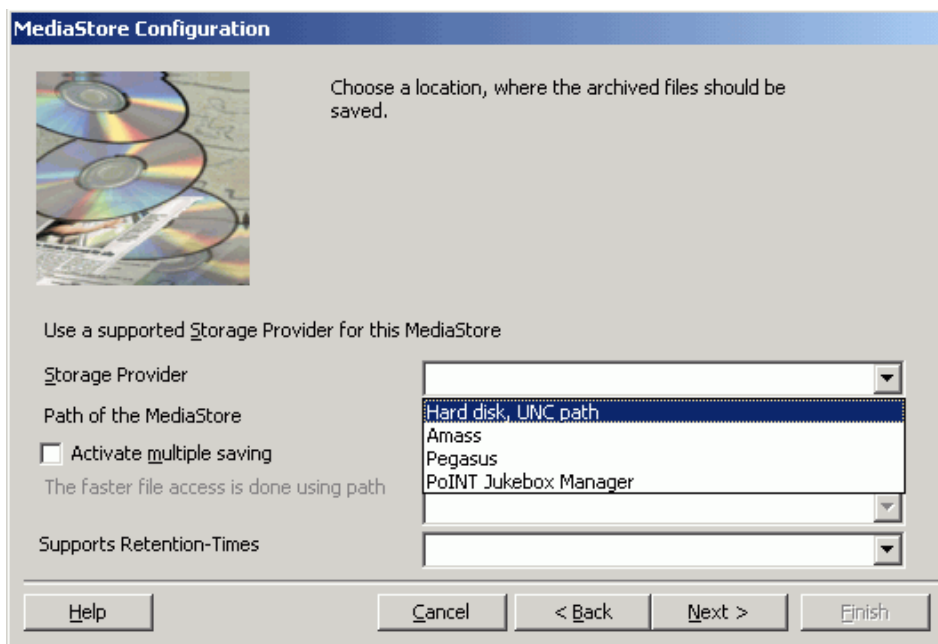 MediaStore Configuration
Choose a location, where the archived files should be
saved.
Use a supported Storage Provider for this MediaStore
Storage Provider
Hard disk, UNC path
Path of the MediaStore
Amass
Activate multiple saving
Pegasus
PoINT Jukebox Manager
The faster file access is done using path
Supports Retention-Times
Help
Cancel
< Back
Next >
Finish